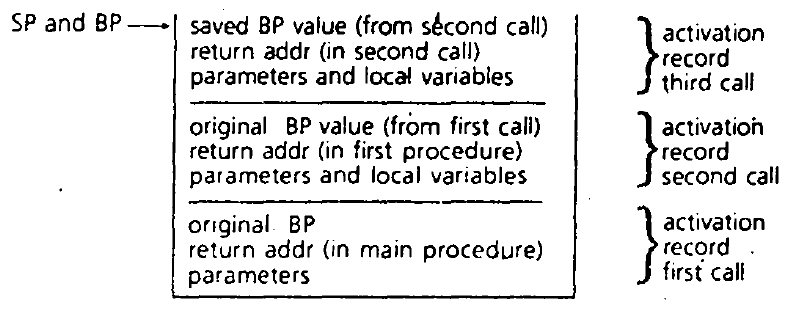 SP and BP → saved BP value (from second call)
return addr (in second call)
parameters and local variables
activation
record
third call
original BP value (from first call)
return addr (in first procedure)
parameters and local variables
activation
record
second call
original BP
return addr (in main procedure)
parameters
activation
record
first call